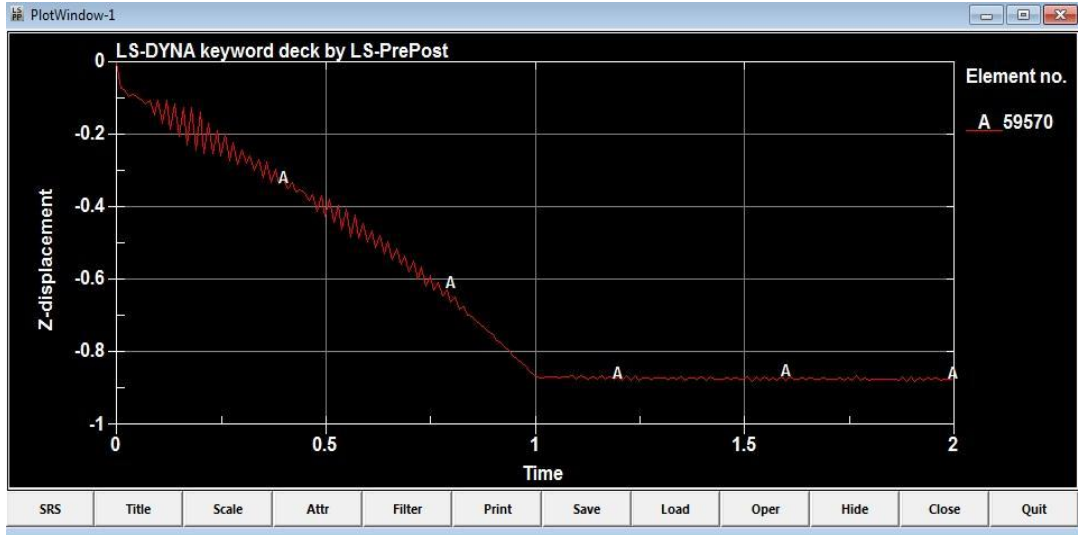 LS
PP
PlotWindow-1
LS-DYNA keyword deck by LS-PrePost
Element no.
A 59570
Z-displacement
0
-0.2
-0.4
-0.6
-0.8
-1
A
A
A
A
A
0
0.5
1
1.5
2
Time
SRS
Title
Scale
Attr
Filter
Print
Save
Load
Oper
Hide
Close
Quit